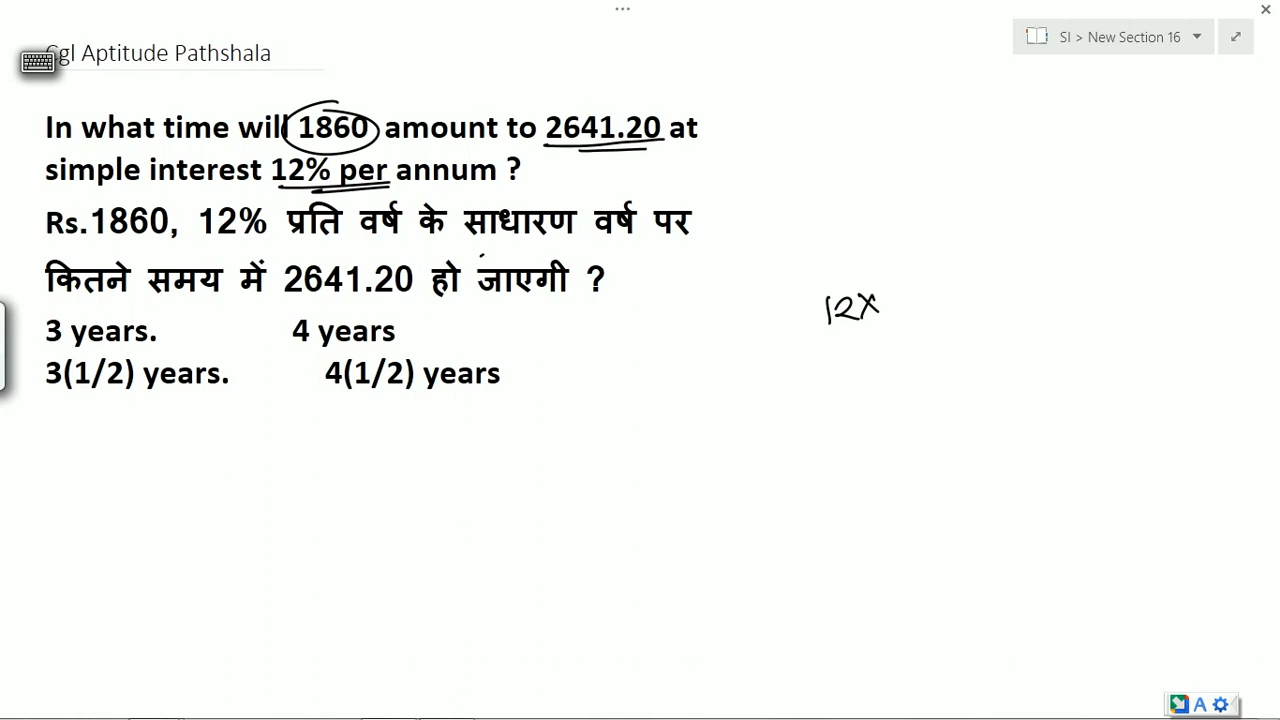 Cgl Aptitude Pathshala
SI > New Section 16
In what time will 1860 amount to 2641.20 at
simple interest 12% per annum ?
Rs.1860, 12% प्रति वर्ष के साधारण वर्ष पर
कितने समय में 2641.20 हो जाएगी ?
12x
3 years. 4 years
3(1/2) years. 4(1/2) years
A